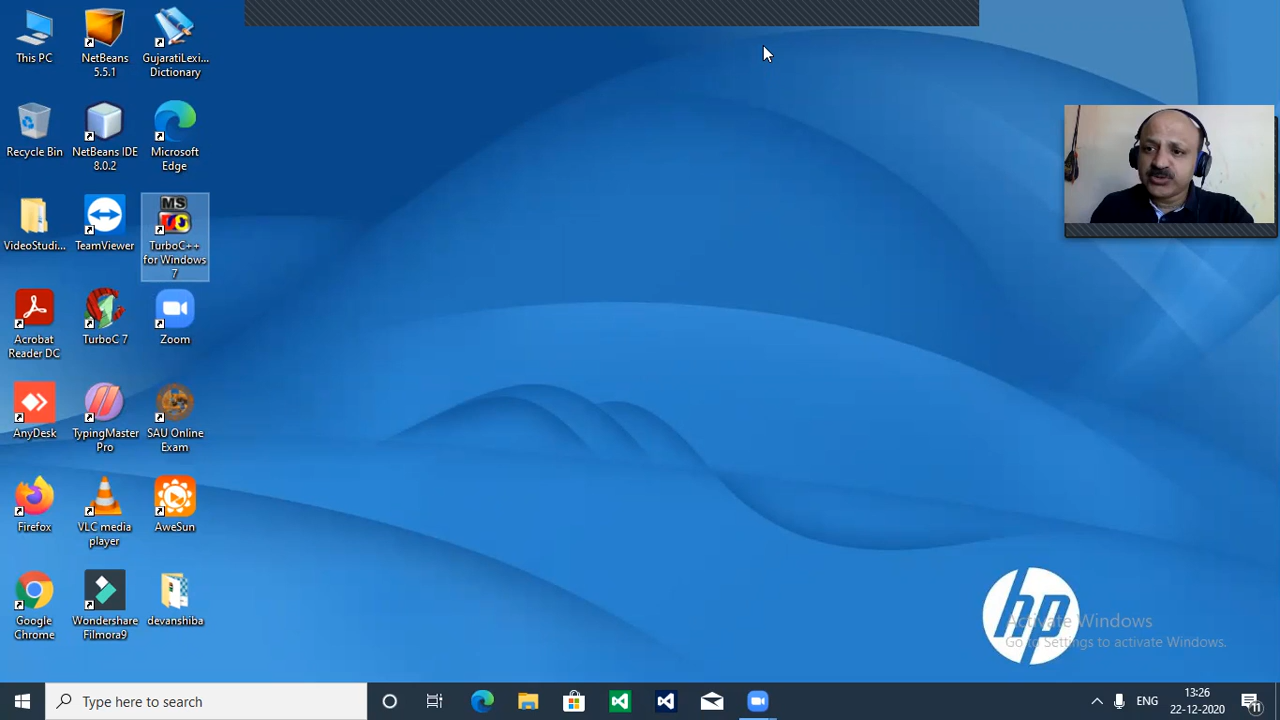 This PC
NetBeans
5.5.1
GujaratiLexi...
Dictionary
Recycle Bin
NetBeans IDE
8.0.2
Microsoft
Edge
VideoStudi...
TeamViewer
MS
TurboC++
for Windows
7
Acrobat
Reader DC
TurboC 7
Zoom
AnyDesk
TypingMaster
Pro
SAU Online
Exam
Firefox
VLC media
player
AweSun
Google
Chrome
Wondershare
Filmora9
devanshiba
hp
Activate Windows
Go to Settings to activate Windows.
Type here to search
ENG
13:26
22-12-2020
11